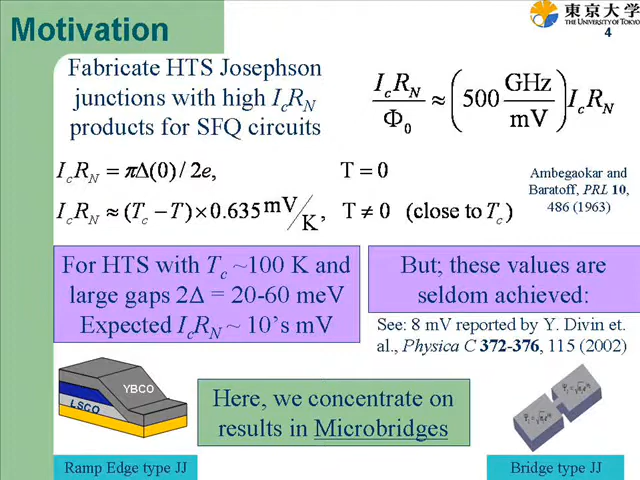 Motivation
東京大学
THE UNIVERSITY OF TOKYO
4
Fabricate HTS Josephson
junctions with high IcRN
products for SFQ circuits
IcRN / Φ0 ≈ (500 GHz/mV) IcRN
IcRN = πΔ(0) / 2e, T = 0
IcRN ≈ (Tc − T) × 0.635 mV/K, T ≠ 0 (close to Tc)
Ambegaokar and
Baratoff, PRL 10,
486 (1963)
For HTS with Tc ~100 K and
large gaps 2Δ = 20-60 meV
Expected IcRN ~ 10’s mV
But; these values are
seldom achieved:
See: 8 mV reported by Y. Divin et.
al., Physica C 372-376, 115 (2002)
YBCO
LSCO
Here, we concentrate on
results in Microbridges
Ramp Edge type JJ
Bridge type JJ